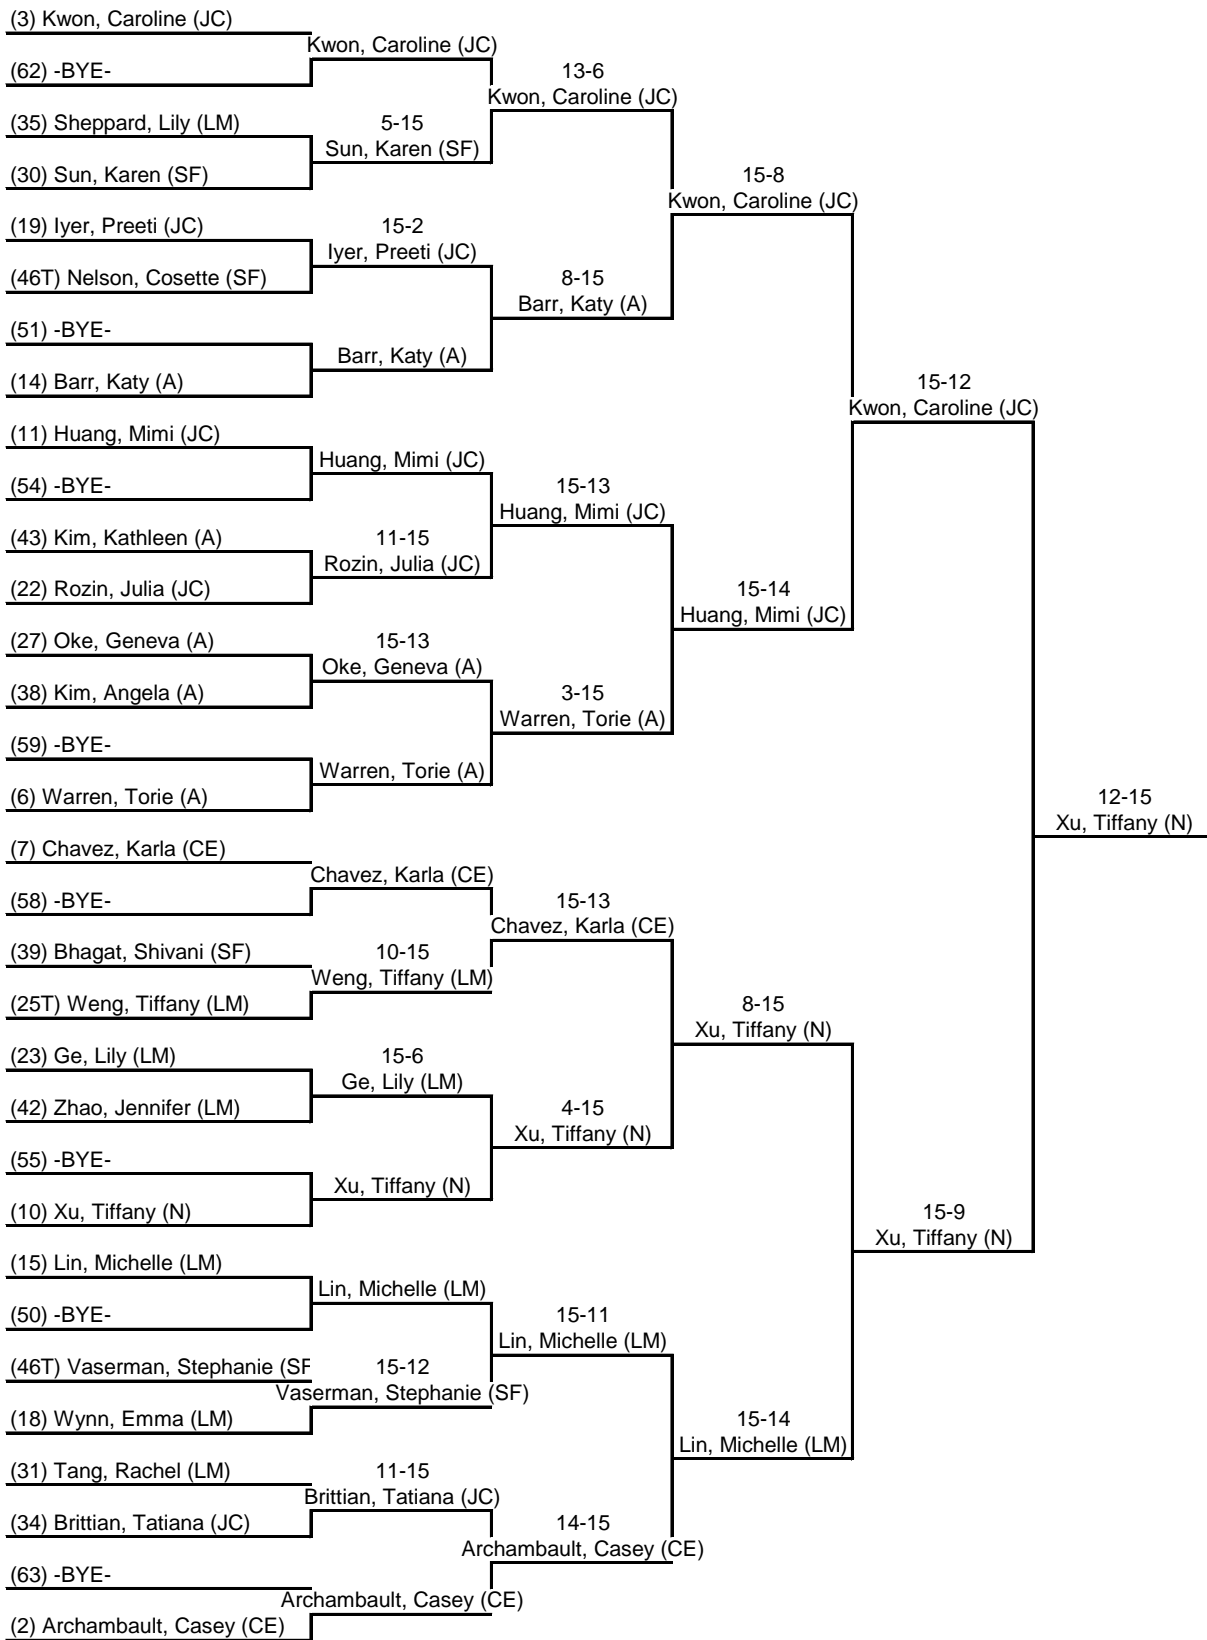 (3) Kwon, Caroline (JC)
Kwon, Caroline (JC)
(62) -BYE-
13-6
Kwon, Caroline (JC)
(35) Sheppard, Lily (LM)
5-15
Sun, Karen (SF)
(30) Sun, Karen (SF)
15-8
Kwon, Caroline (JC)
(19) Iyer, Preeti (JC)
15-2
Iyer, Preeti (JC)
(46T) Nelson, Cosette (SF)
8-15
Barr, Katy (A)
(51) -BYE-
Barr, Katy (A)
(14) Barr, Katy (A)
15-12
Kwon, Caroline (JC)
(11) Huang, Mimi (JC)
Huang, Mimi (JC)
(54) -BYE-
15-13
Huang, Mimi (JC)
(43) Kim, Kathleen (A)
11-15
Rozin, Julia (JC)
(22) Rozin, Julia (JC)
15-14
Huang, Mimi (JC)
(27) Oke, Geneva (A)
15-13
Oke, Geneva (A)
(38) Kim, Angela (A)
3-15
Warren, Torie (A)
(59) -BYE-
Warren, Torie (A)
(6) Warren, Torie (A)
12-15
Xu, Tiffany (N)
(7) Chavez, Karla (CE)
Chavez, Karla (CE)
(58) -BYE-
15-13
Chavez, Karla (CE)
(39) Bhagat, Shivani (SF)
10-15
Weng, Tiffany (LM)
(25T) Weng, Tiffany (LM)
8-15
Xu, Tiffany (N)
(23) Ge, Lily (LM)
15-6
Ge, Lily (LM)
(42) Zhao, Jennifer (LM)
4-15
Xu, Tiffany (N)
(55) -BYE-
Xu, Tiffany (N)
(10) Xu, Tiffany (N)
15-9
Xu, Tiffany (N)
(15) Lin, Michelle (LM)
Lin, Michelle (LM)
(50) -BYE-
15-11
Lin, Michelle (LM)
(46T) Vaserman, Stephanie (SF
15-12
Vaserman, Stephanie (SF)
(18) Wynn, Emma (LM)
15-14
Lin, Michelle (LM)
(31) Tang, Rachel (LM)
11-15
Brittian, Tatiana (JC)
(34) Brittian, Tatiana (JC)
14-15
Archambault, Casey (CE)
(63) -BYE-
Archambault, Casey (CE)
(2) Archambault, Casey (CE)